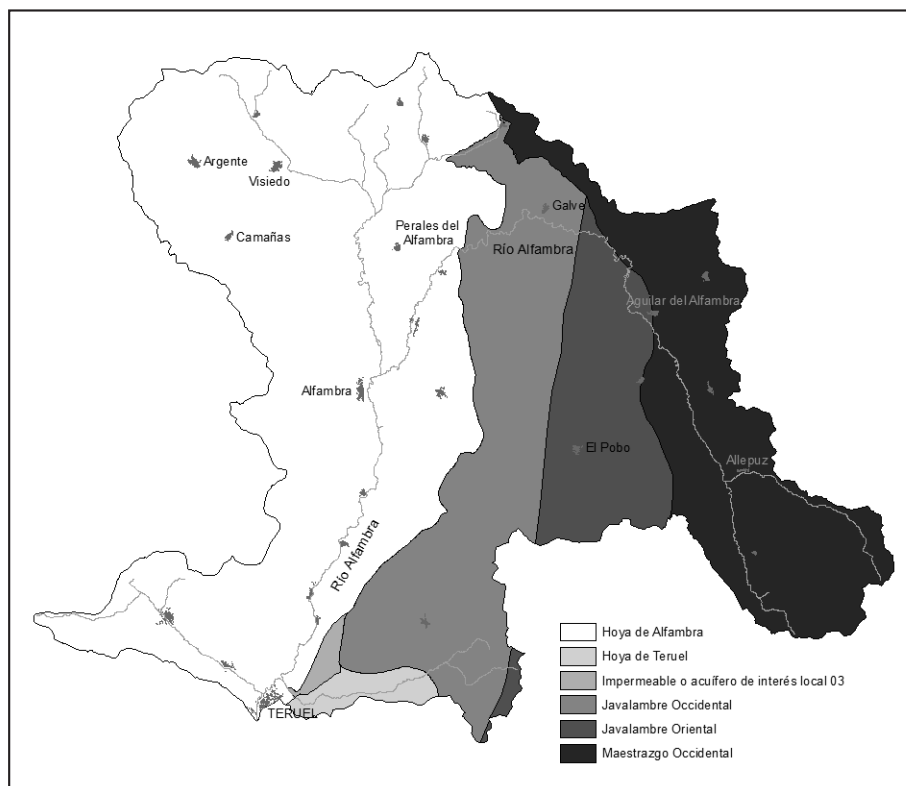 Argente
Visiedo
Camañas
Perales del
Alfambra
Galve
Río Alfambra
Aguilar del Alfambra
Alfambra
El Pobo
Allepuz
Río Alfambra
TERUEL
Hoya de Alfambra
Hoya de Teruel
Impermeable o acuífero de interés local 03
Javalambre Occidental
Javalambre Oriental
Maestrazgo Occidental